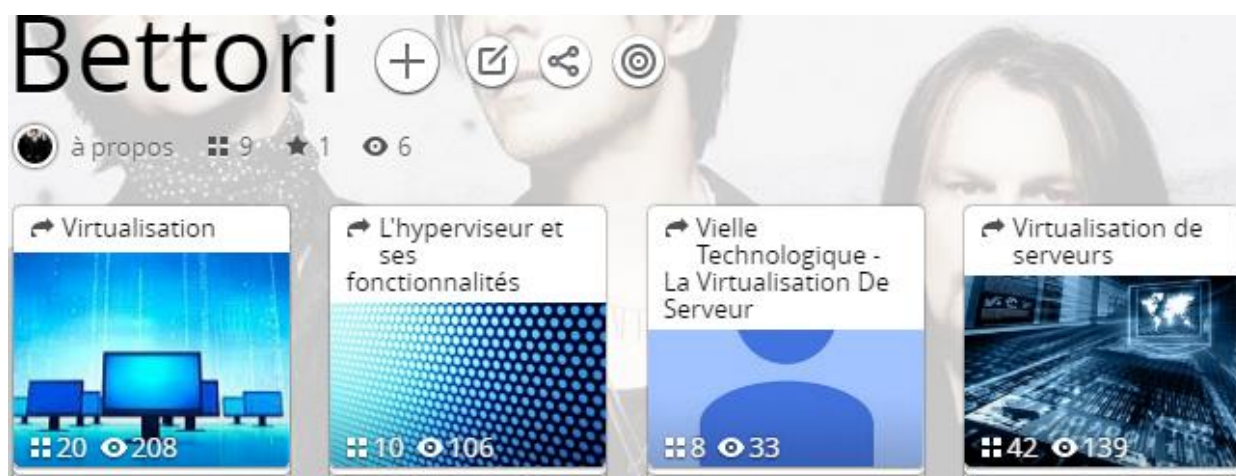 Bettori
à propos 9 1 6
Virtualisation
L'hyperviseur et
ses
fonctionnalités
Vielle
Technologique -
La Virtualisation De
Serveur
Virtualisation de
serveurs
20 208
10 106
8 33
42 139